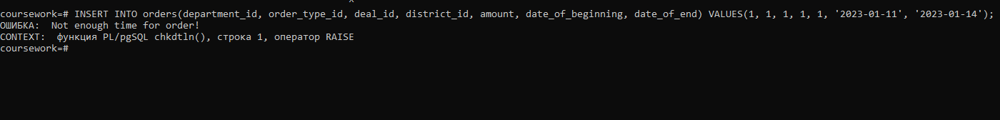 coursework=# INSERT INTO orders(department_id, order_type_id, deal_id, district_id, amount, date_of_beginning, date_of_end) VALUES(1, 1, 1, 1, 1, '2023-01-11', '2023-01-14');
ОШИБКА:  Not enough time for order!
CONTEXT:  функция PL/pgSQL chkdtln(), строка 1, оператор RAISE
coursework=#